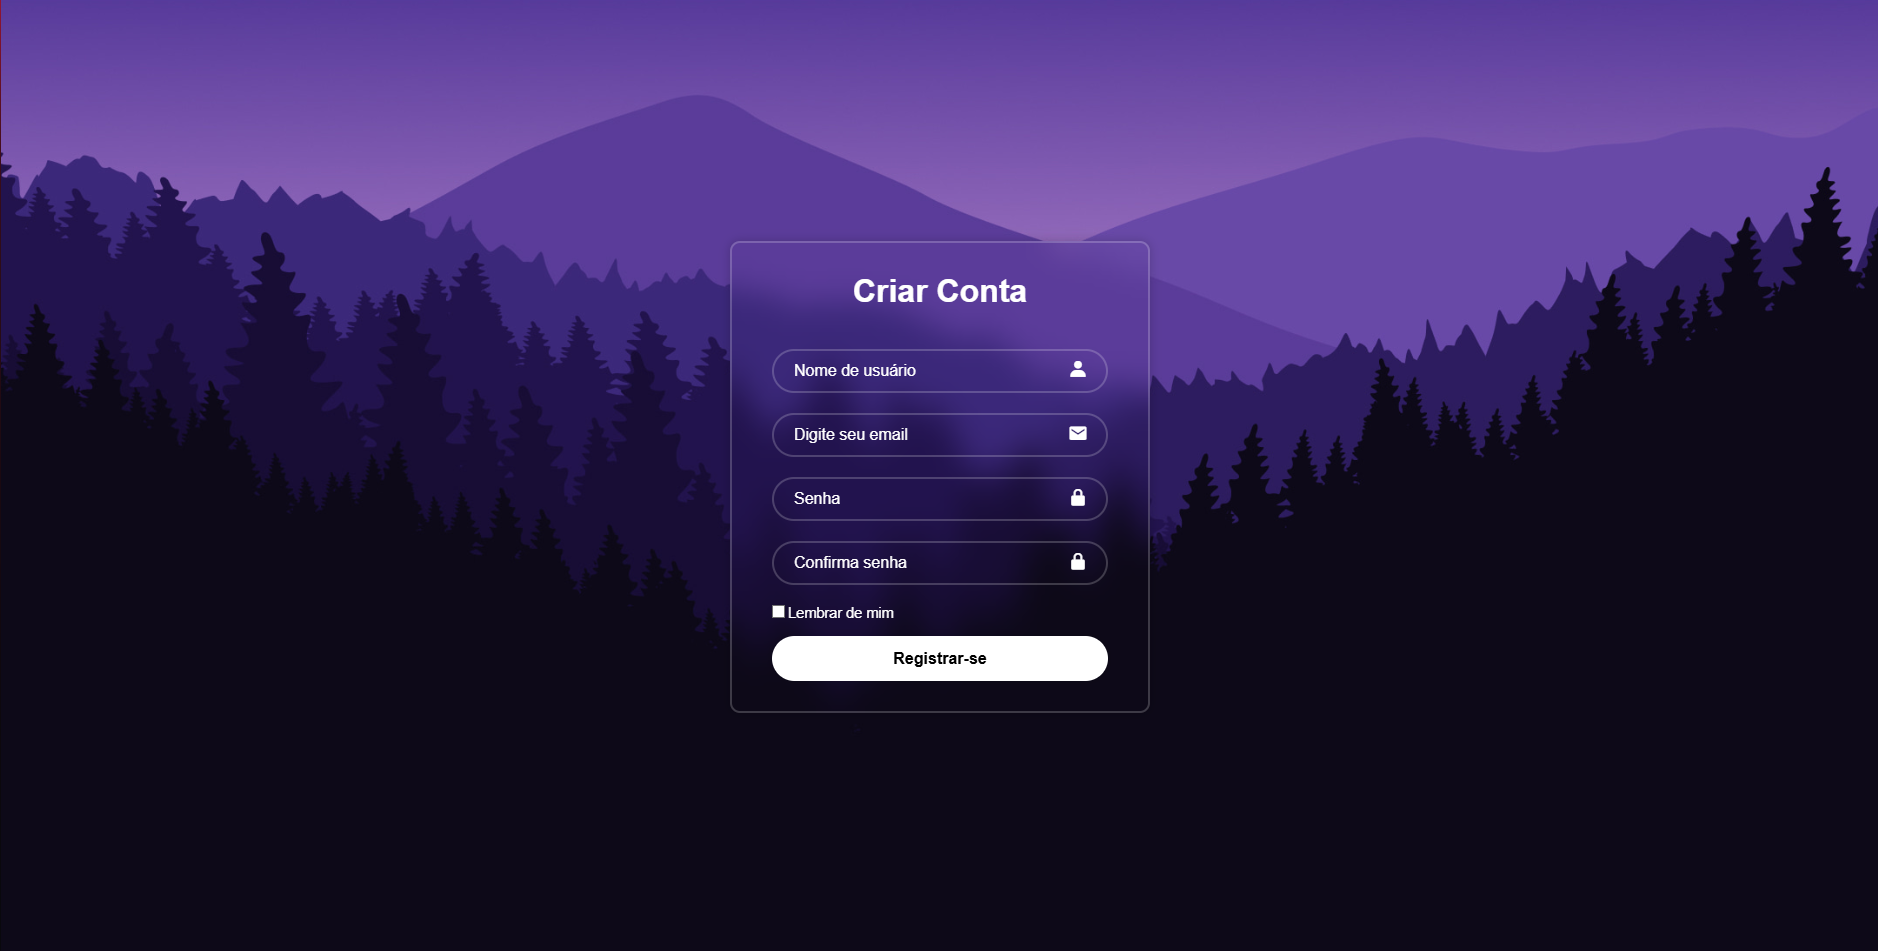 Criar Conta
Nome de usuário
Digite seu email
Senha
Confirma senha
Lembrar de mim
Registrar-se